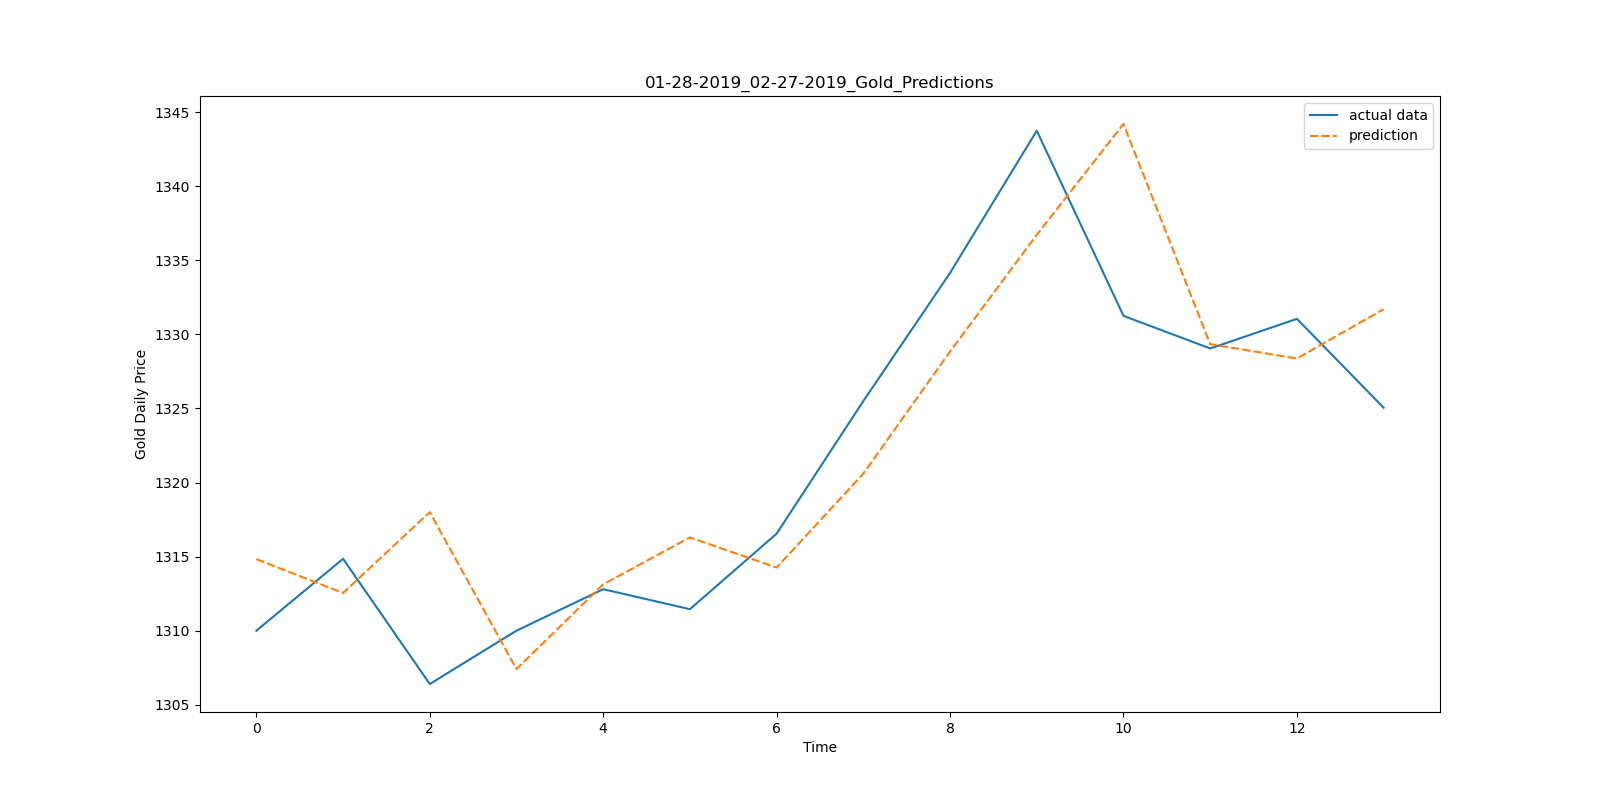 01-28-2019_02-27-2019_Gold_Predictions
actual data
prediction
Gold Daily Price
1345
1340
1335
1330
1325
1320
1315
1310
1305
0 2 4 6 8 10 12
Time